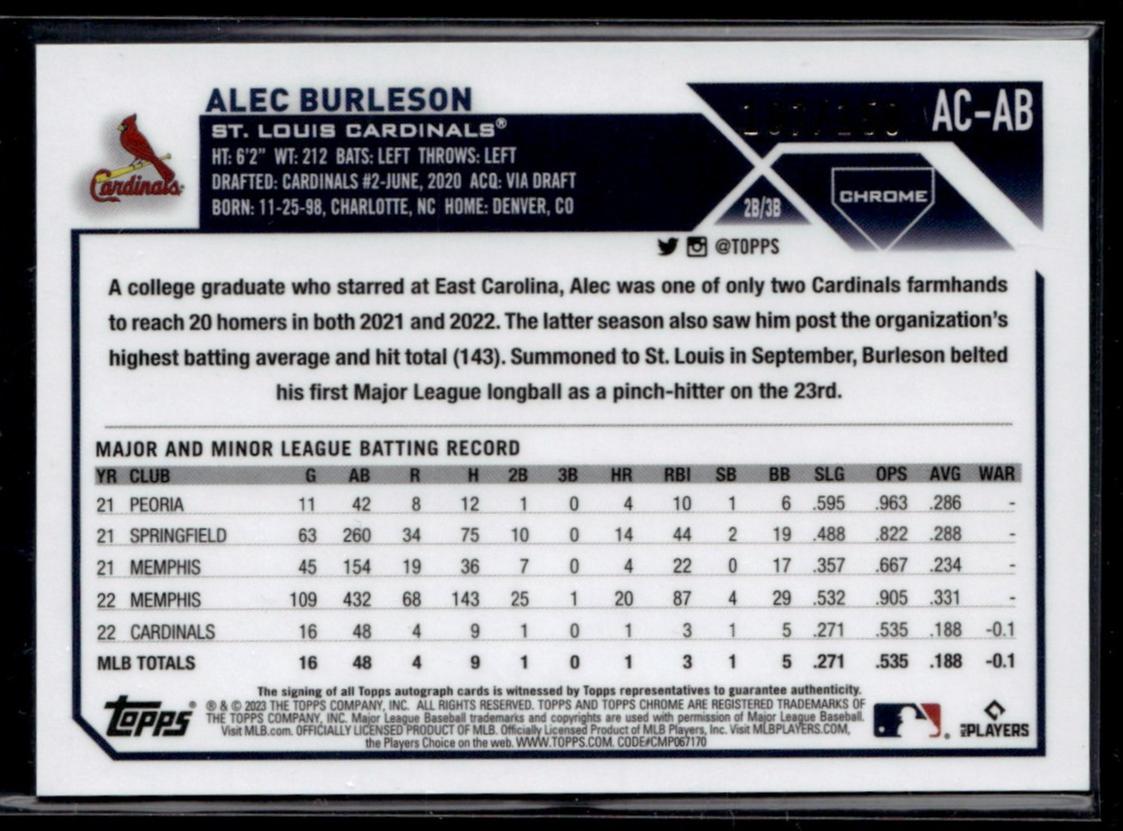 ALEC BURLESON
ST. LOUIS CARDINALS®
HT: 6'2" WT: 212 BATS: LEFT THROWS: LEFT
DRAFTED: CARDINALS #2-JUNE, 2020 ACQ: VIA DRAFT
BORN: 11-25-98, CHARLOTTE, NC HOME: DENVER, CO
Cardinals
AC-AB
CHROME
2B/3B
@TOPPS
A college graduate who starred at East Carolina, Alec was one of only two Cardinals farmhands
to reach 20 homers in both 2021 and 2022. The latter season also saw him post the organization's
highest batting average and hit total (143). Summoned to St. Louis in September, Burleson belted
his first Major League longball as a pinch-hitter on the 23rd.
MAJOR AND MINOR LEAGUE BATTING RECORD
YR CLUB G AB R H 2B 3B HR RBI SB BB SLG OPS AVG WAR
21 PEORIA 11 42 8 12 1 0 4 10 1 6 .595 .963 .286 -
21 SPRINGFIELD 63 260 34 75 10 0 14 44 2 19 .488 .822 .288 -
21 MEMPHIS 45 154 19 36 7 0 4 22 0 17 .357 .667 .234 -
22 MEMPHIS 109 432 68 143 25 1 20 87 4 29 .532 .905 .331 -
22 CARDINALS 16 48 4 9 1 0 1 3 1 5 .271 .535 .188 -0.1
MLB TOTALS 16 48 4 9 1 0 1 3 1 5 .271 .535 .188 -0.1
The signing of all Topps autograph cards is witnessed by Topps representatives to guarantee authenticity.
® & © 2023 THE TOPPS COMPANY, INC. ALL RIGHTS RESERVED. TOPPS AND TOPPS CHROME ARE REGISTERED TRADEMARKS OF
THE TOPPS COMPANY, INC. Major League Baseball trademarks and copyrights are used with permission of Major League Baseball.
Visit MLB.com. OFFICIALLY LICENSED PRODUCT OF MLB. Officially Licensed Product of MLB Players, Inc. Visit MLBPLAYERS.COM,
the Players Choice on the web. WWW.TOPPS.COM. CODE#CMP067170
Topps®
MLB PLAYERS